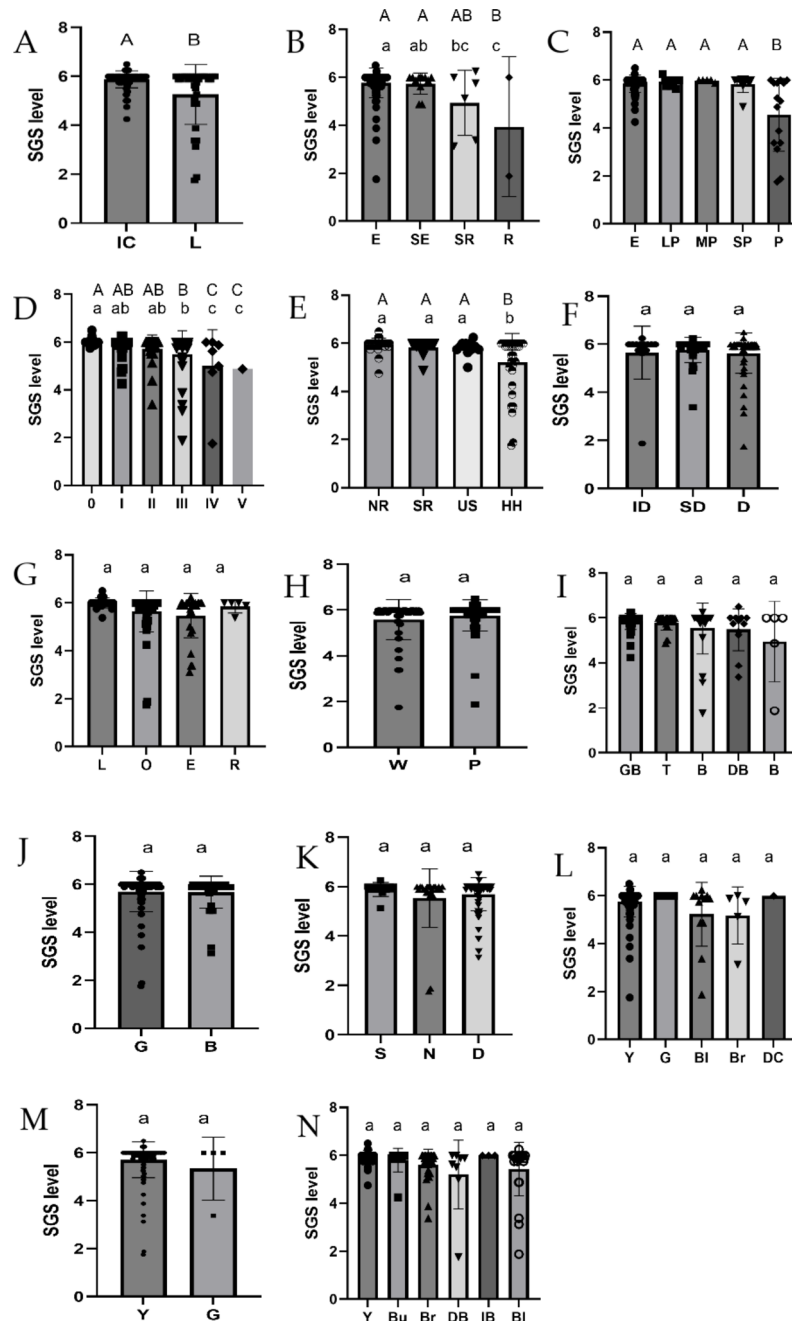 A
A B
SGS level
8
6
4
2
0
IC L
B
A A AB B
a ab bc c
SGS level
8
6
4
2
0
E SE SR R
C
A A A A B
SGS level
8
6
4
2
0
E LP MP SP P
D
A AB AB B C C
a ab ab b c c
SGS level
8
6
4
2
0
0 I II III IV V
E
A A A B
a a a b
SGS level
8
6
4
2
0
NR SR US HH
F
a a a
SGS level
8
6
4
2
0
ID SD D
G
a a a a
SGS level
8
6
4
2
0
L O E R
H
a a
SGS level
8
6
4
2
0
W P
I
a a a a a
SGS level
8
6
4
2
0
GB T B DB B
J
a a
SGS level
8
6
4
2
0
G B
K
a a a
SGS level
8
6
4
2
0
S N D
L
a a a a a
SGS level
8
6
4
2
0
Y G Bl Br DC
M
a a
SGS level
8
6
4
2
0
Y G
N
a a a a a a
SGS level
8
6
4
2
0
Y Bu Br DB IB Bl